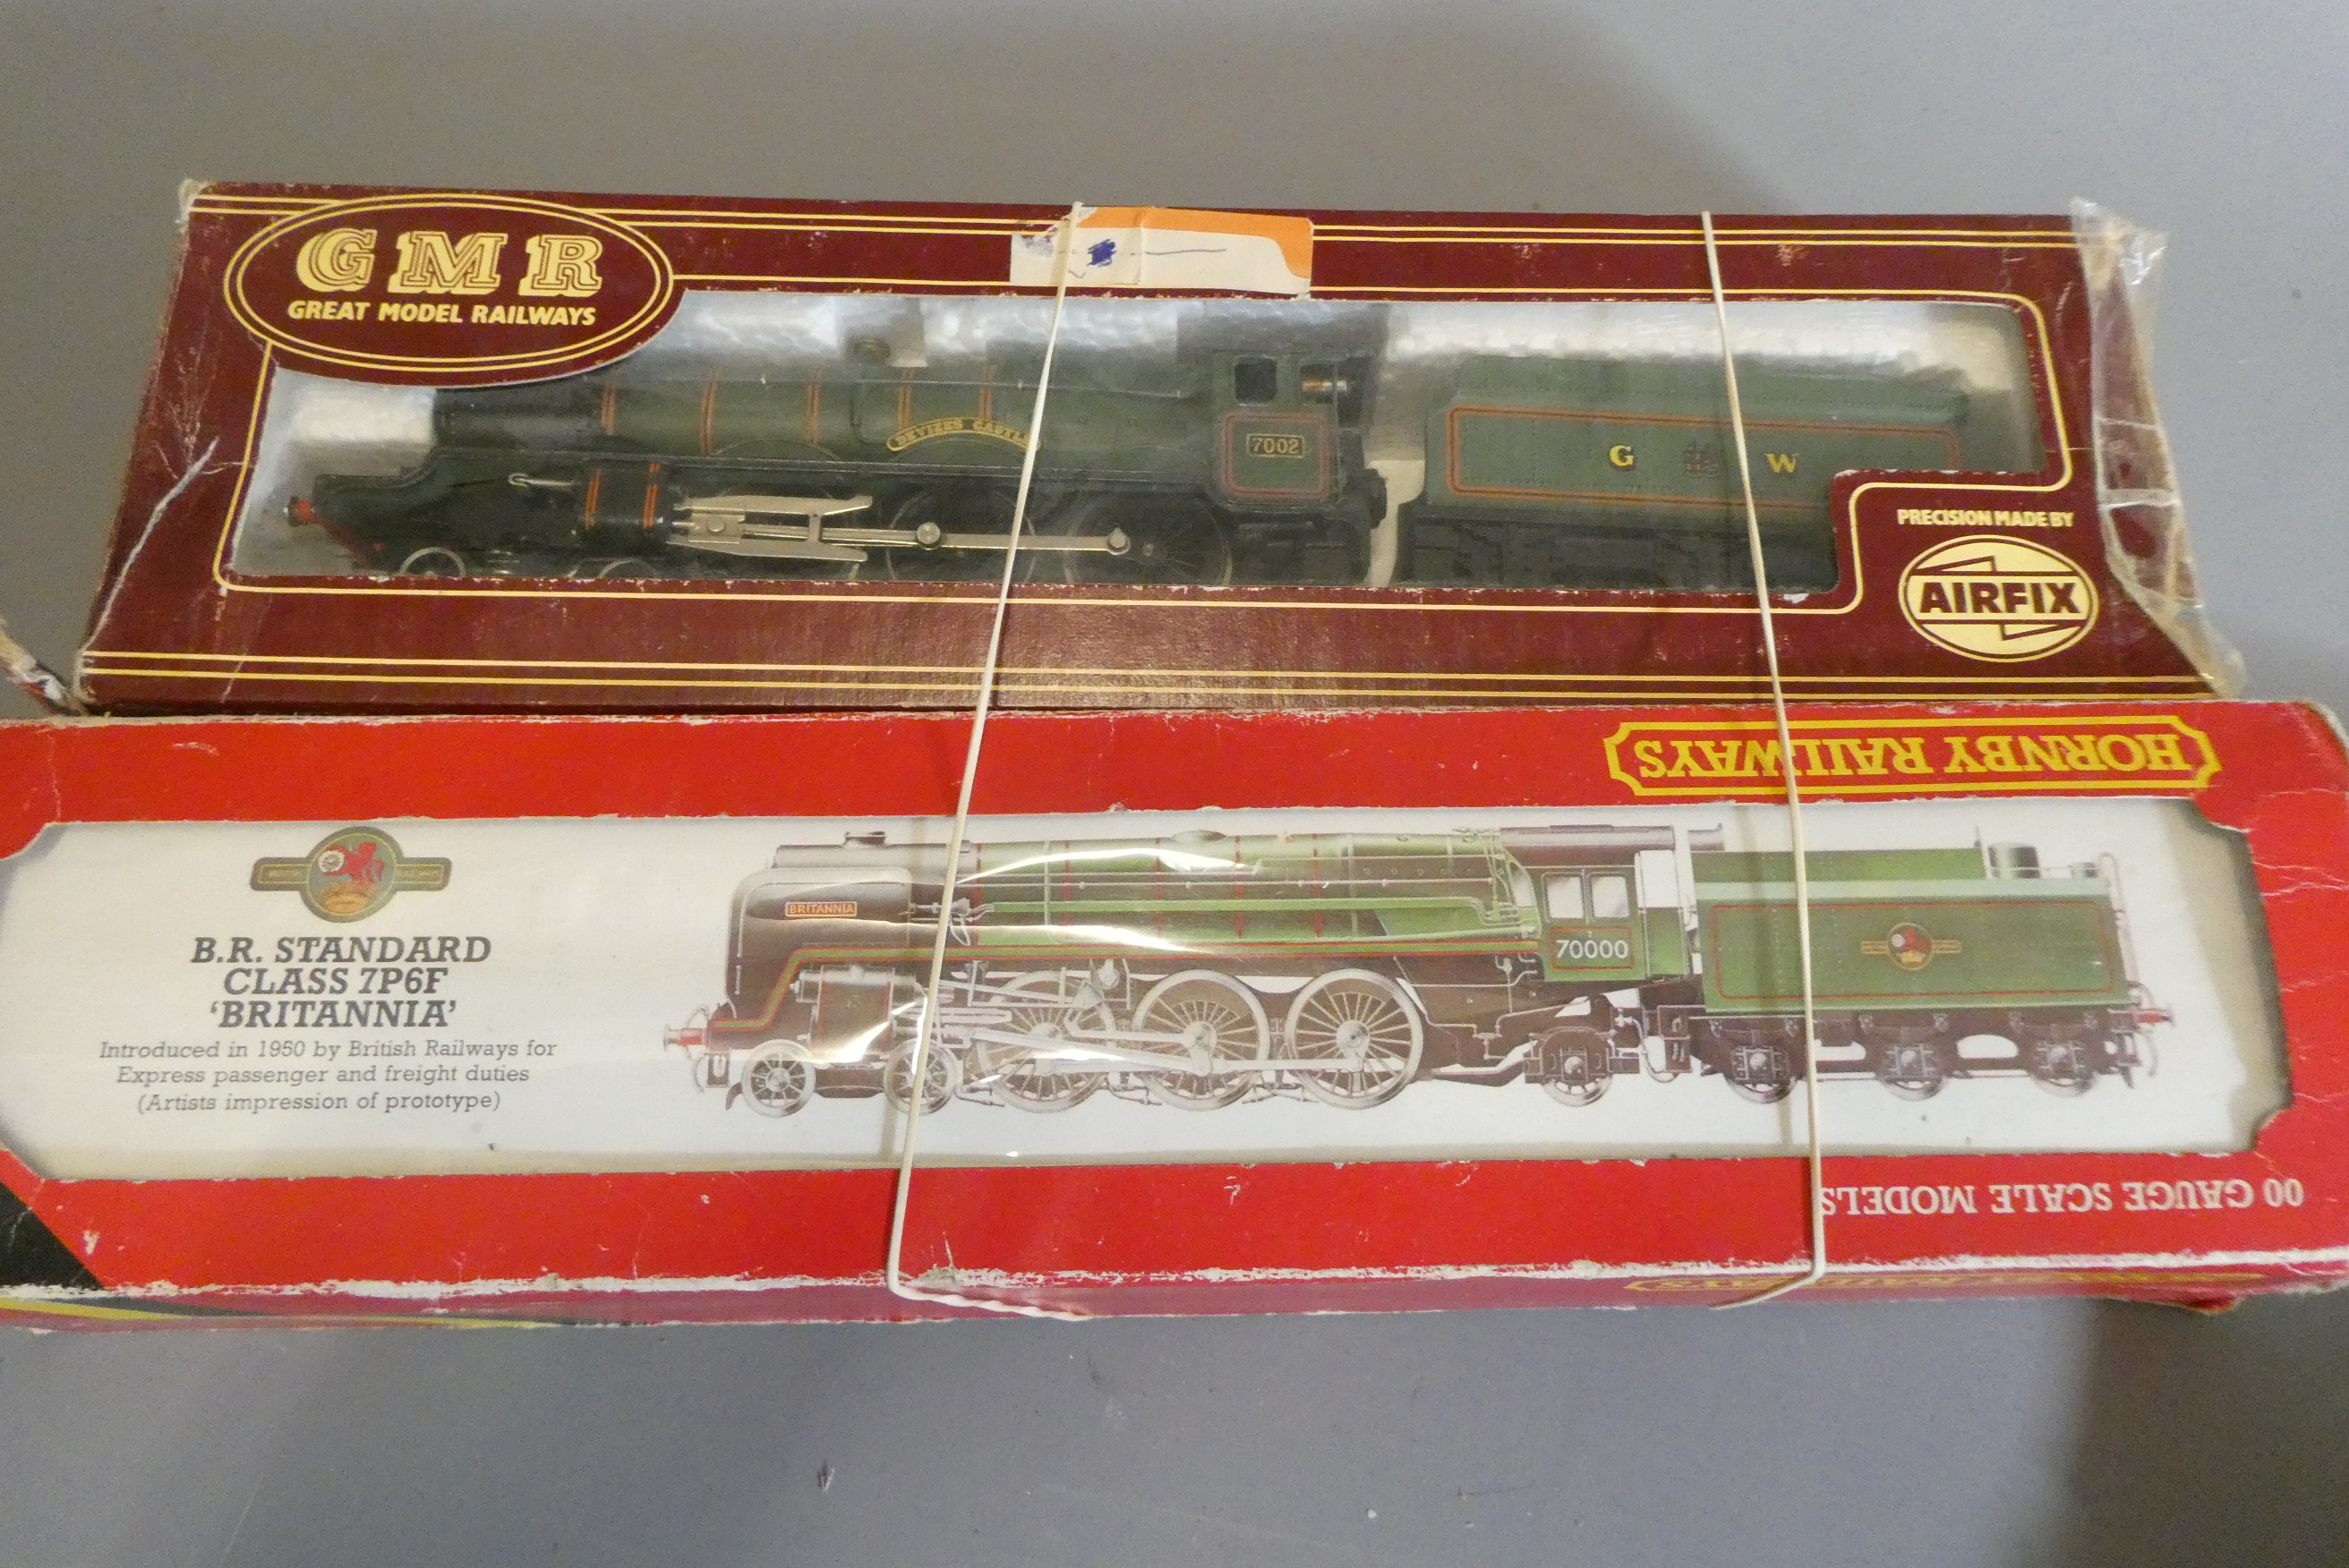 GMR
GREAT MODEL RAILWAYS
DEVIZES CASTLE
7002
G W
PRECISION MADE BY
AIRFIX
HORNBY RAILWAYS
BRITANNIA
70000
B.R. STANDARD
CLASS 7P6F
'BRITANNIA'
Introduced in 1950 by British Railways for
Express passenger and freight duties
(Artists impression of prototype)
00 GAUGE SCALE MODELS